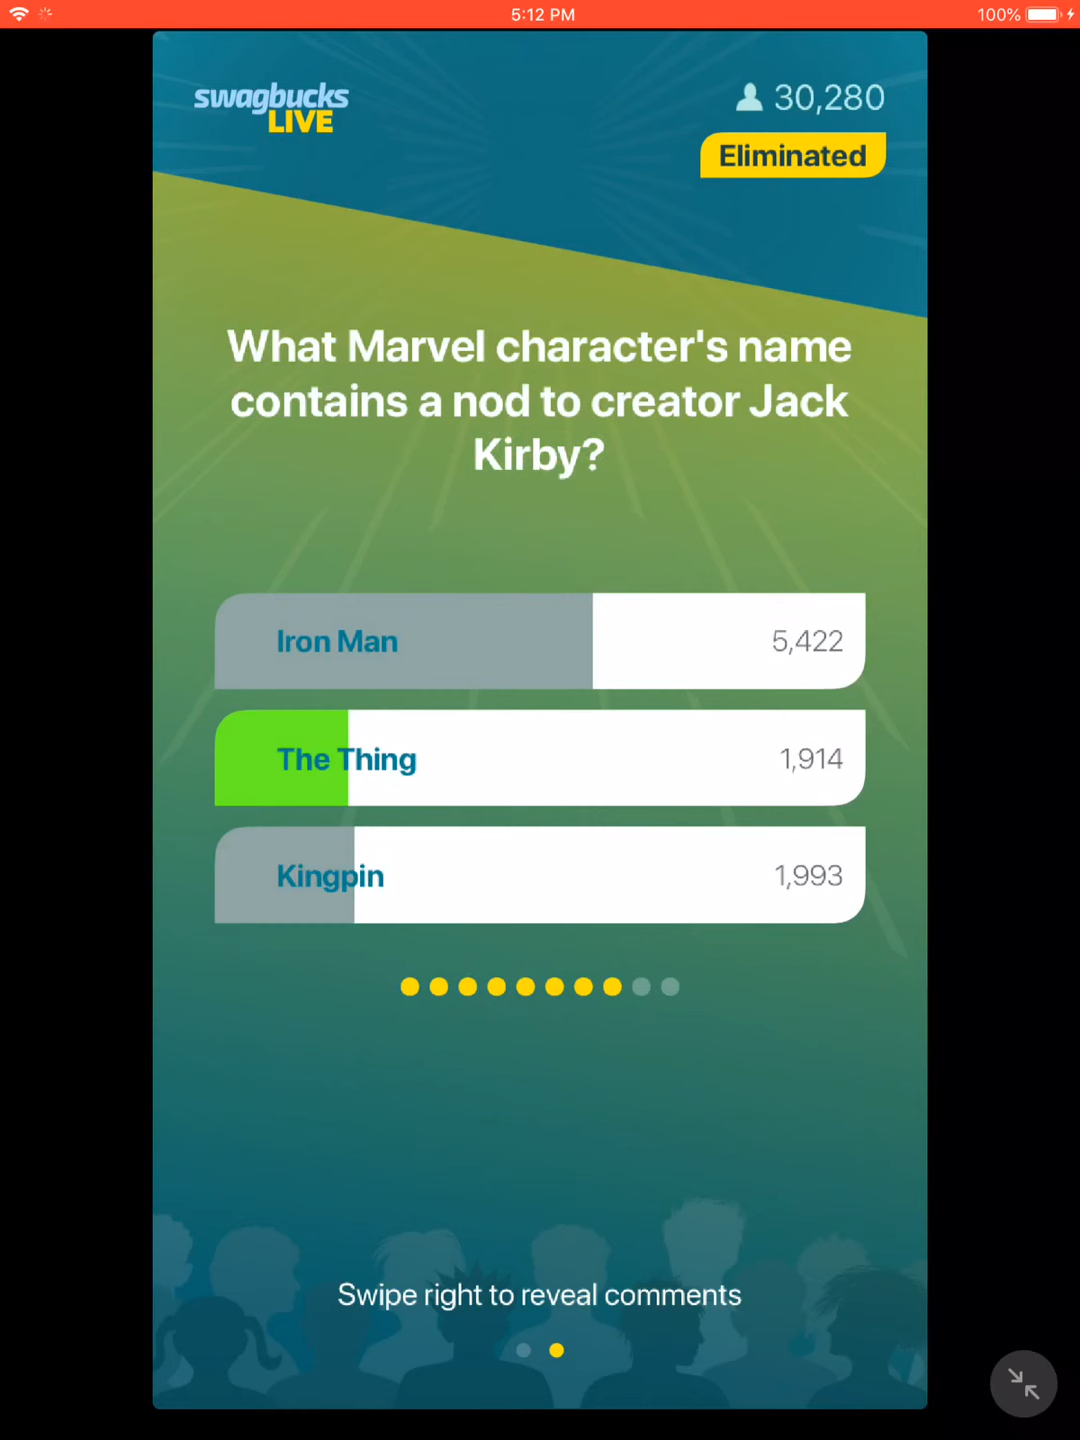 5:12 PM
100%
swagbucks
LIVE
30,280
Eliminated
What Marvel character's name
contains a nod to creator Jack
Kirby?
Iron Man 5,422
The Thing 1,914
Kingpin 1,993
Swipe right to reveal comments